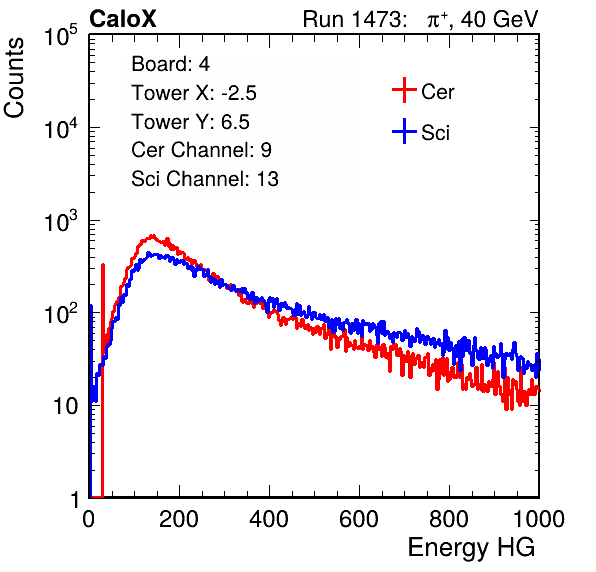 CaloX Run 1473: π⁺, 40 GeV
Counts
Board: 4
Tower X: -2.5
Tower Y: 6.5
Cer Channel: 9
Sci Channel: 13
Cer
Sci
10⁵
10⁴
10³
10²
10
1
0 200 400 600 800 1000
Energy HG